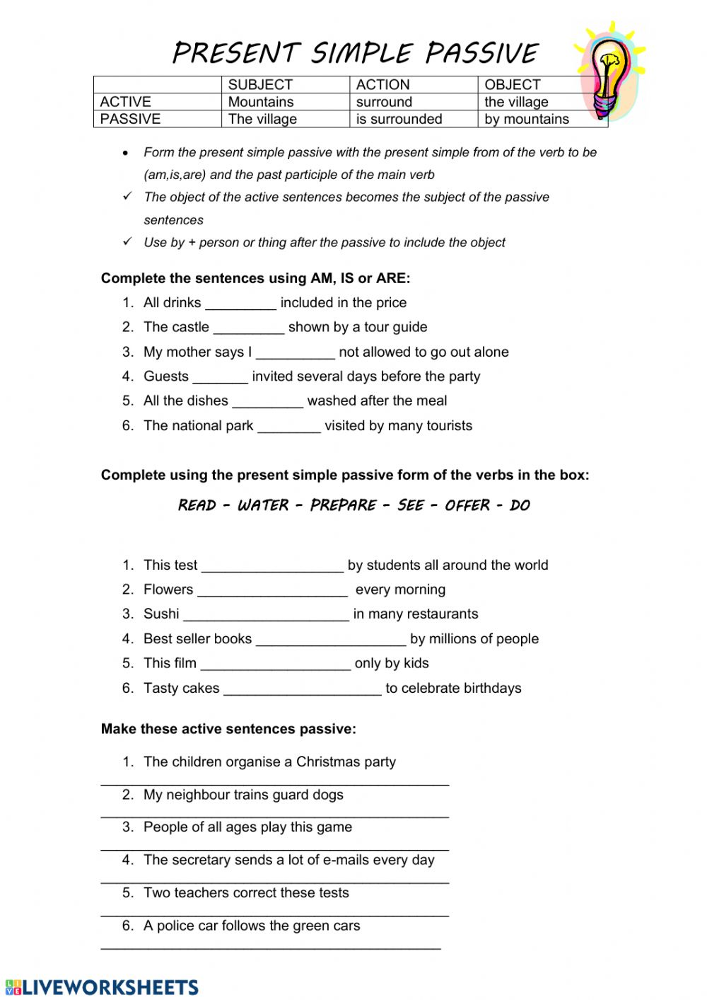 PRESENT SIMPLE PASSIVE
SUBJECT ACTION OBJECT
ACTIVE Mountains surround the village
PASSIVE The village is surrounded by mountains
• Form the present simple passive with the present simple from of the verb to be
(am,is,are) and the past participle of the main verb
✓ The object of the active sentences becomes the subject of the passive
sentences
✓ Use by + person or thing after the passive to include the object
Complete the sentences using AM, IS or ARE:
1. All drinks _________ included in the price
2. The castle _________ shown by a tour guide
3. My mother says I __________ not allowed to go out alone
4. Guests _______ invited several days before the party
5. All the dishes _________ washed after the meal
6. The national park ________ visited by many tourists
Complete using the present simple passive form of the verbs in the box:
READ – WATER – PREPARE – SEE – OFFER - DO
1. This test __________________ by students all around the world
2. Flowers ___________________ every morning
3. Sushi _____________________ in many restaurants
4. Best seller books ___________________ by millions of people
5. This film ___________________ only by kids
6. Tasty cakes ____________________ to celebrate birthdays
Make these active sentences passive:
1. The children organise a Christmas party
____________________________________________
2. My neighbour trains guard dogs
____________________________________________
3. People of all ages play this game
____________________________________________
4. The secretary sends a lot of e-mails every day
____________________________________________
5. Two teachers correct these tests
____________________________________________
6. A police car follows the green cars
___________________________________________
LIVE LIVEWORKSHEETS